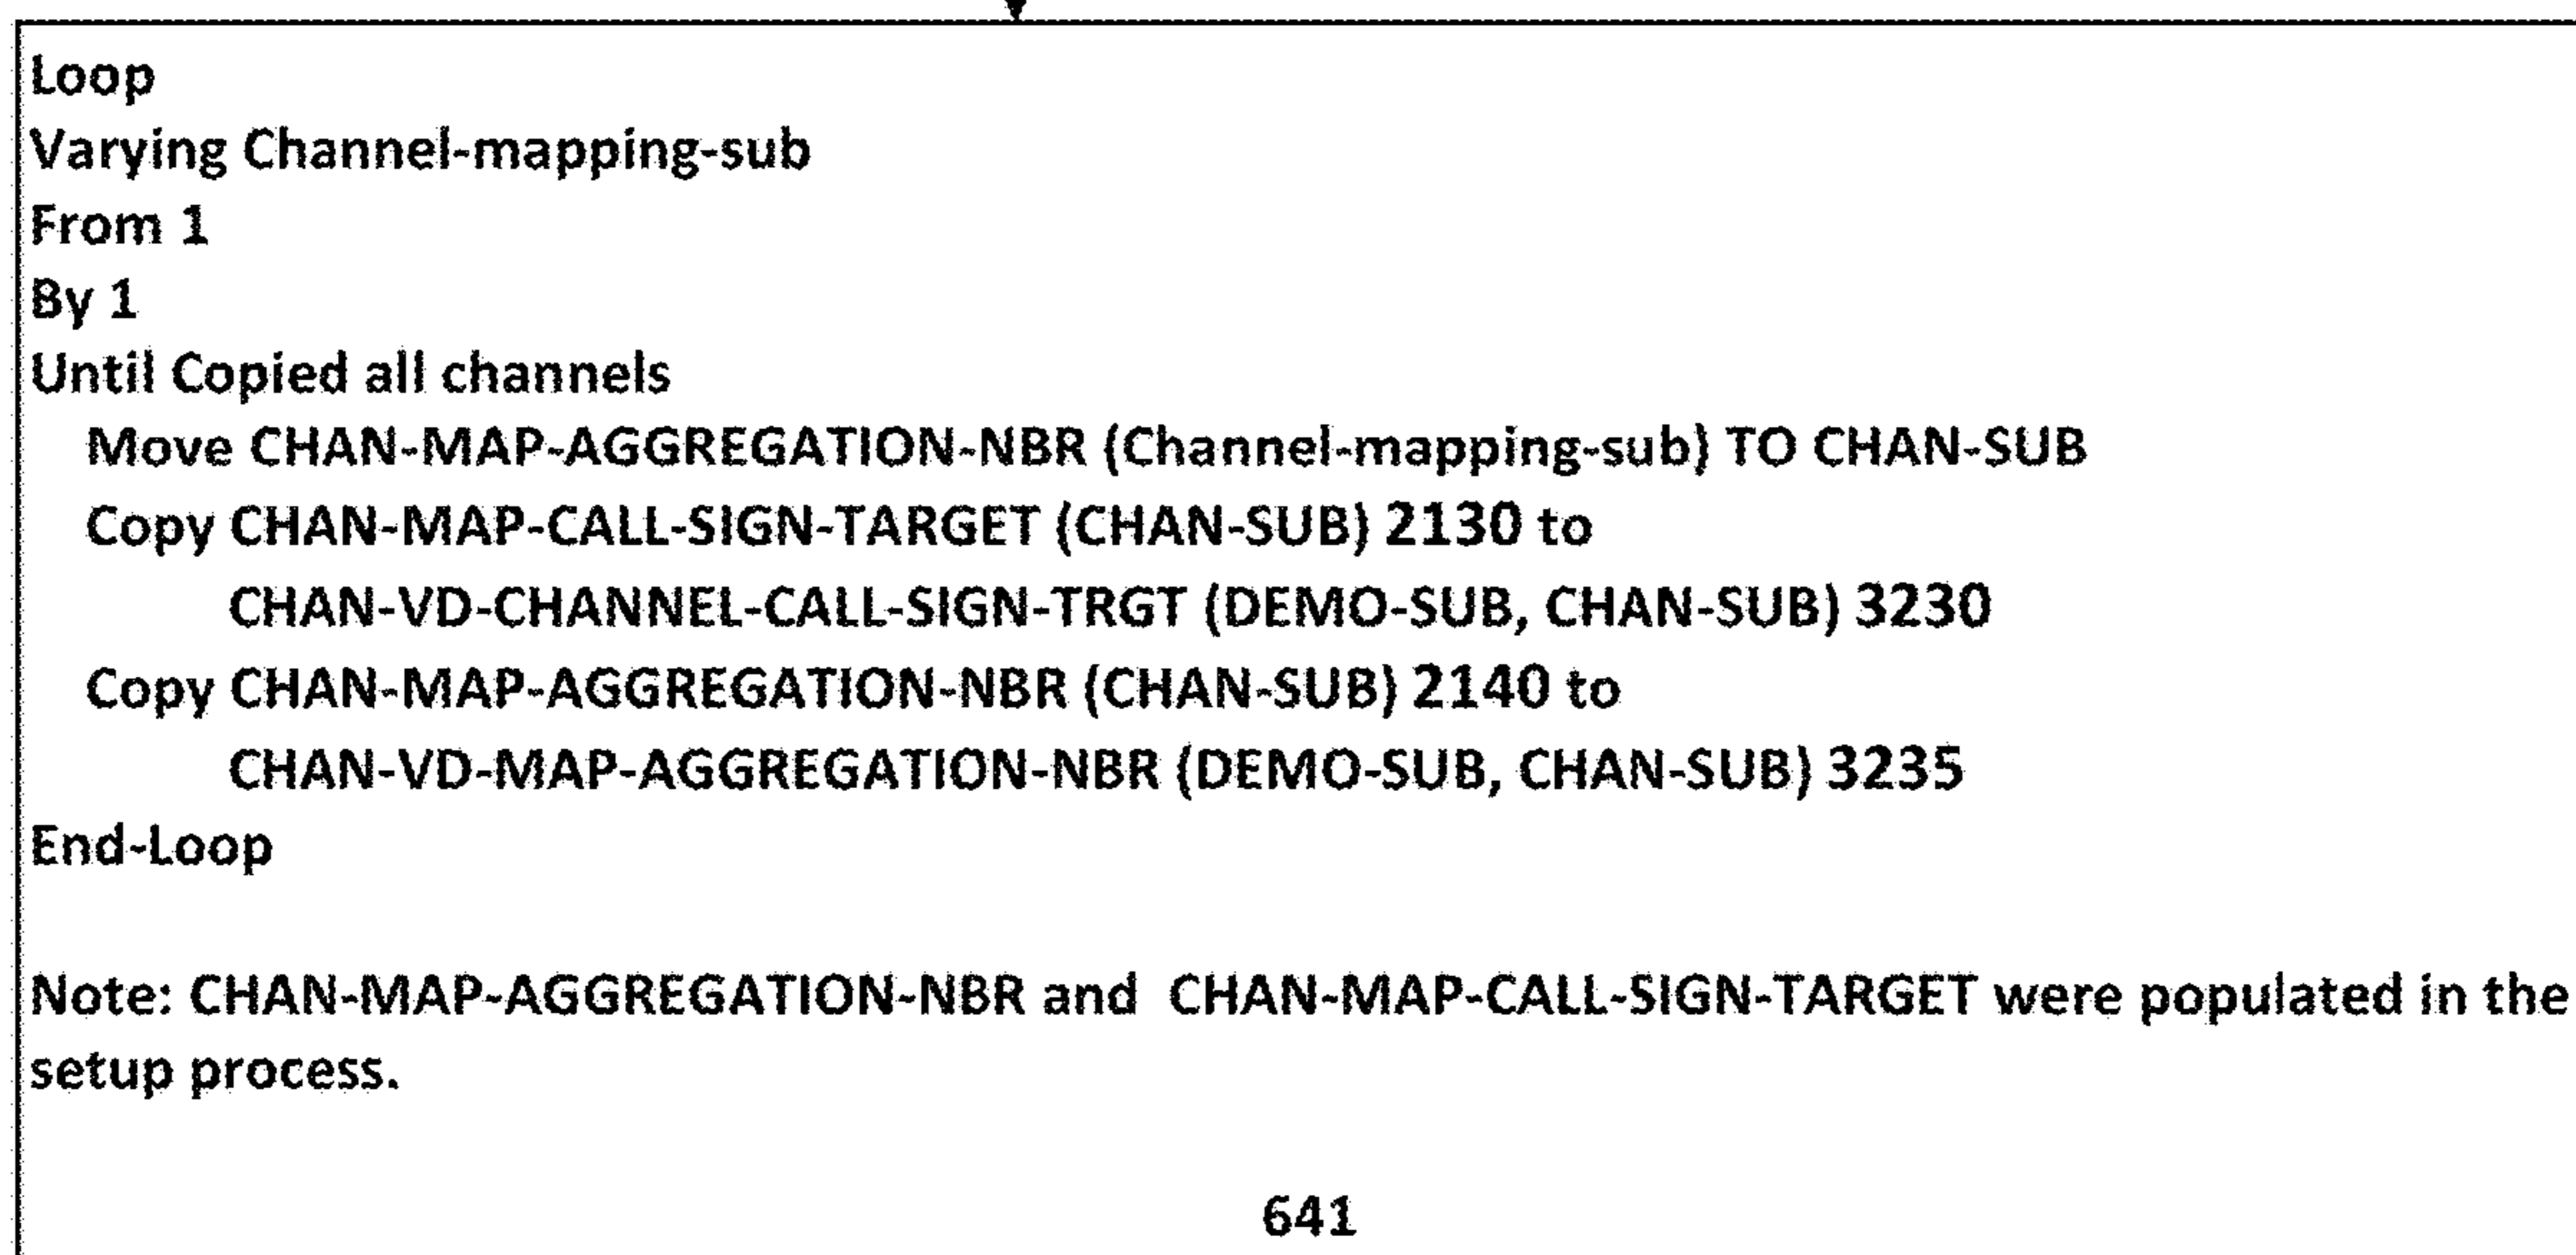 Loop
Varying Channel-mapping-sub
From 1
By 1
Until Copied all channels
Move CHAN-MAP-AGGREGATION-NBR (Channel-mapping-sub) TO CHAN-SUB
Copy CHAN-MAP-CALL-SIGN-TARGET (CHAN-SUB) 2130 to
CHAN-VD-CHANNEL-CALL-SIGN-TRGT (DEMO-SUB, CHAN-SUB) 3230
Copy CHAN-MAP-AGGREGATION-NBR (CHAN-SUB) 2140 to
CHAN-VD-MAP-AGGREGATION-NBR (DEMO-SUB, CHAN-SUB) 3235
End-Loop
Note: CHAN-MAP-AGGREGATION-NBR and  CHAN-MAP-CALL-SIGN-TARGET were populated in the
setup process.
641